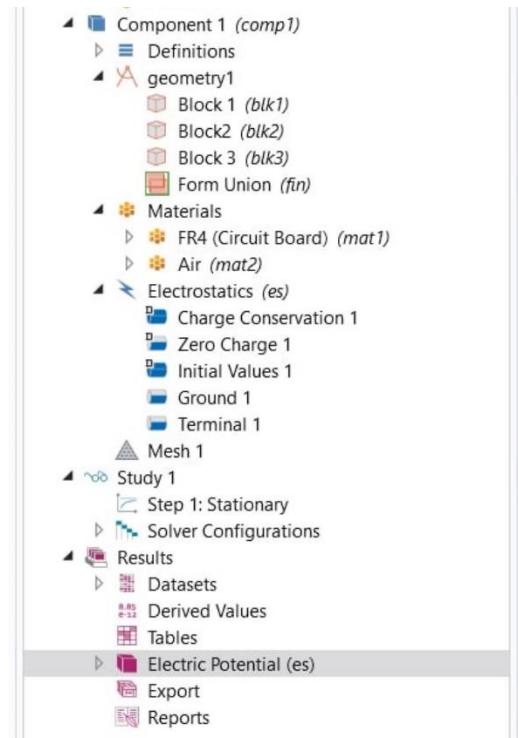 Component 1 (comp1)
Definitions
geometry1
Block 1 (blk1)
Block2 (blk2)
Block 3 (blk3)
Form Union (fin)
Materials
FR4 (Circuit Board) (mat1)
Air (mat2)
Electrostatics (es)
D Charge Conservation 1
D Zero Charge 1
D Initial Values 1
Ground 1
Terminal 1
Mesh 1
Study 1
Step 1: Stationary
Solver Configurations
Results
Datasets
8.85
e-12 Derived Values
Tables
Electric Potential (es)
Export
Reports